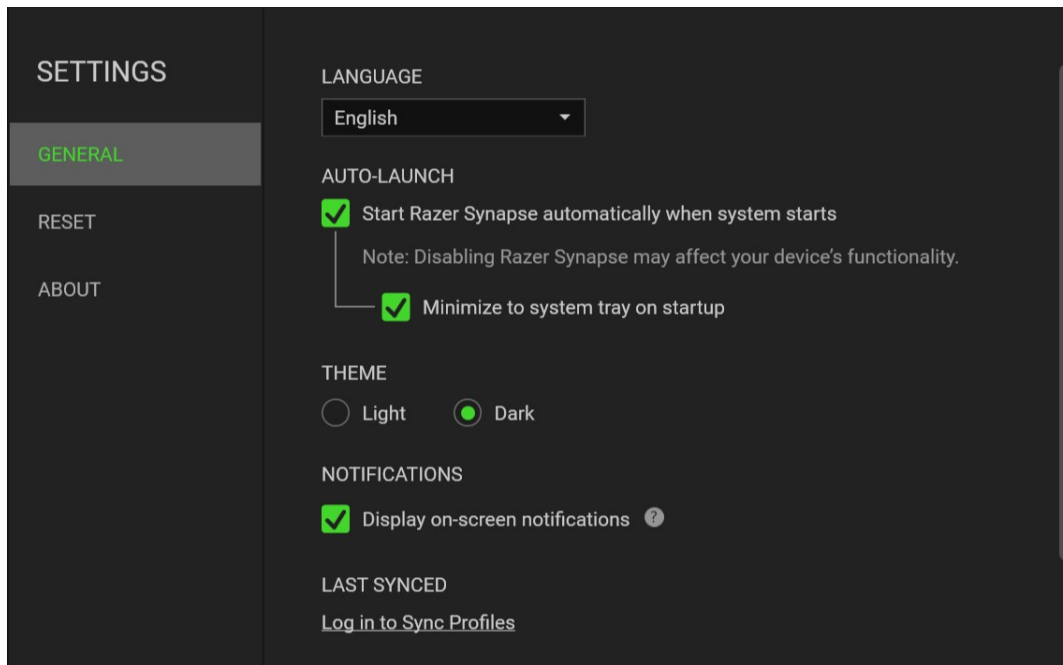 SETTINGS
GENERAL
RESET
ABOUT
LANGUAGE
English
AUTO-LAUNCH
Start Razer Synapse automatically when system starts
Note: Disabling Razer Synapse may affect your device’s functionality.
Minimize to system tray on startup
THEME
Light Dark
NOTIFICATIONS
Display on-screen notifications ?
LAST SYNCED
Log in to Sync Profiles